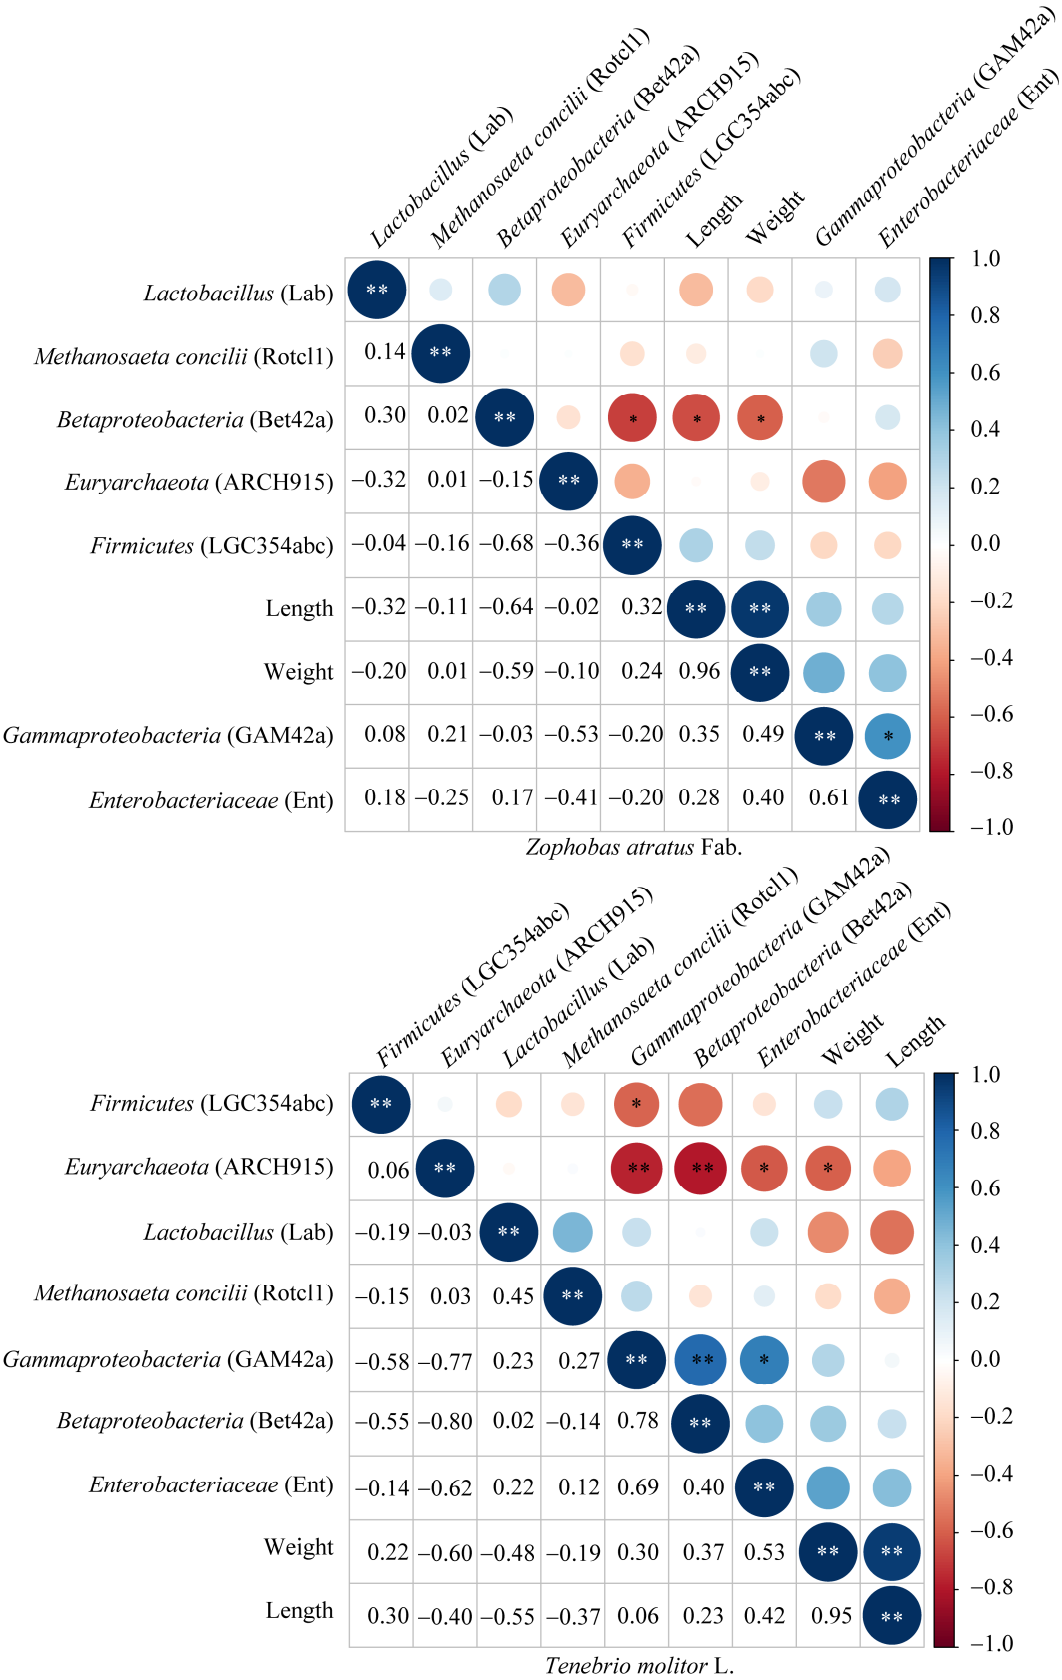 Lactobacillus (Lab)
Methanosaeta concilii (Rotcl1)
Betaproteobacteria (Bet42a)
Euryarchaeota (ARCH915)
Firmicutes (LGC354abc)
Length
Weight
Gammaproteobacteria (GAM42a)
Enterobacteriaceae (Ent)
1.0
Lactobacillus (Lab) **
0.8
Methanosaeta concilii (Rotcl1) 0.14 **
0.6
Betaproteobacteria (Bet42a) 0.30 0.02 ** * * *
0.4
Euryarchaeota (ARCH915) −0.32 0.01 −0.15 **
0.2
Firmicutes (LGC354abc) −0.04 −0.16 −0.68 −0.36 **
0.0
Length −0.32 −0.11 −0.64 −0.02 0.32 ** **
−0.2
Weight −0.20 0.01 −0.59 −0.10 0.24 0.96 **
−0.4
−0.6
Gammaproteobacteria (GAM42a) 0.08 0.21 −0.03 −0.53 −0.20 0.35 0.49 ** *
−0.8
Enterobacteriaceae (Ent) 0.18 −0.25 0.17 −0.41 −0.20 0.28 0.40 0.61 **
−1.0
Zophobas atratus Fab.
Firmicutes (LGC354abc)
Euryarchaeota (ARCH915)
Lactobacillus (Lab)
Methanosaeta concilii (Rotcl1)
Gammaproteobacteria (GAM42a)
Betaproteobacteria (Bet42a)
Enterobacteriaceae (Ent)
Weight
Length
1.0
Firmicutes (LGC354abc) ** *
0.8
Euryarchaeota (ARCH915) 0.06 ** ** ** * *
0.6
Lactobacillus (Lab) −0.19 −0.03 **
0.4
Methanosaeta concilii (Rotcl1) −0.15 0.03 0.45 **
0.2
Gammaproteobacteria (GAM42a) −0.58 −0.77 0.23 0.27 ** ** *
0.0
Betaproteobacteria (Bet42a) −0.55 −0.80 0.02 −0.14 0.78 **
−0.2
Enterobacteriaceae (Ent) −0.14 −0.62 0.22 0.12 0.69 0.40 **
−0.4
−0.6
Weight 0.22 −0.60 −0.48 −0.19 0.30 0.37 0.53 ** **
−0.8
Length 0.30 −0.40 −0.55 −0.37 0.06 0.23 0.42 0.95 **
−1.0
Tenebrio molitor L.